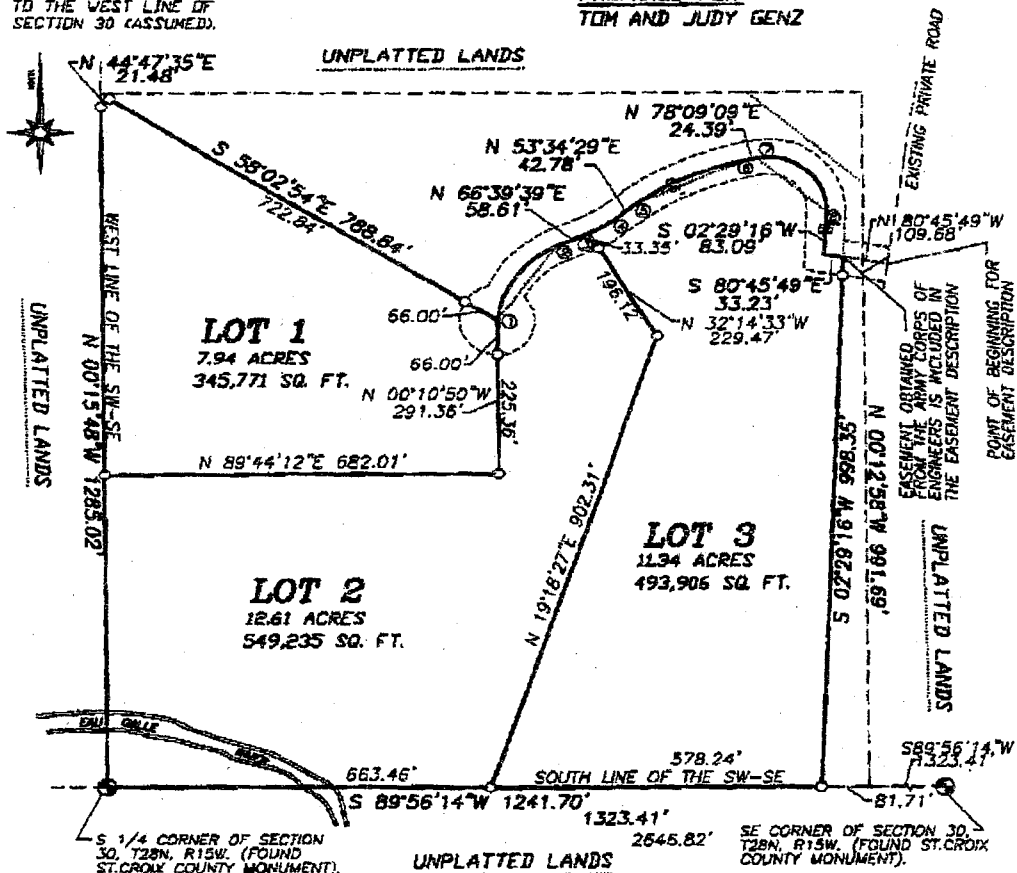 TO THE WEST LINE OF
SECTION 30 (ASSUMED).
TOM AND JUDY GENZ
UNPLATTED LANDS
N 44°47'35"E
21.48'
S 58°02'54"E 788.84'
722.84'
N 78°09'09"E
24.39'
N 53°34'29"E
42.78'
N 66°39'39"E
58.61'
33.35'
S 02°29'16"W
83.09'
S 80°45'49"E
33.23'
N 80°45'49"W
109.68'
EXISTING PRIVATE ROAD
196.12
N 32°14'33"W
229.47'
66.00'
66.00'
N 00°10'50"W
291.36'
225.36'
LOT 1
7.94 ACRES
345,771 SQ. FT.
WEST LINE OF THE SW-SE
N 00°15'48"W 1285.02'
UNPLATTED LANDS
N 89°44'12"E 682.01'
EASEMENT OBTAINED
FROM THE ARMY CORPS OF
ENGINEERS IS INCLUDED IN
THE EASEMENT DESCRIPTION
POINT OF BEGINNING FOR
EASEMENT DESCRIPTION
LOT 2
12.61 ACRES
549,235 SQ. FT.
N 19°18'27"E 902.31'
LOT 3
11.34 ACRES
493,906 SQ. FT.
S 02°29'16"W 998.35'
N 00°12'58"W 991.69'
UNPLATTED LANDS
EAU GALLE
RIVER
663.46'
578.24'
SOUTH LINE OF THE SW-SE
S 89°56'14"W 1241.70'
1323.41'
2646.82'
S89°56'14"W
1323.41'
81.71'
S 1/4 CORNER OF SECTION
30, T28N, R15W. (FOUND
ST.CROIX COUNTY MONUMENT).
UNPLATTED LANDS
SE CORNER OF SECTION 30,
T28N, R15W. (FOUND ST.CROIX
COUNTY MONUMENT).